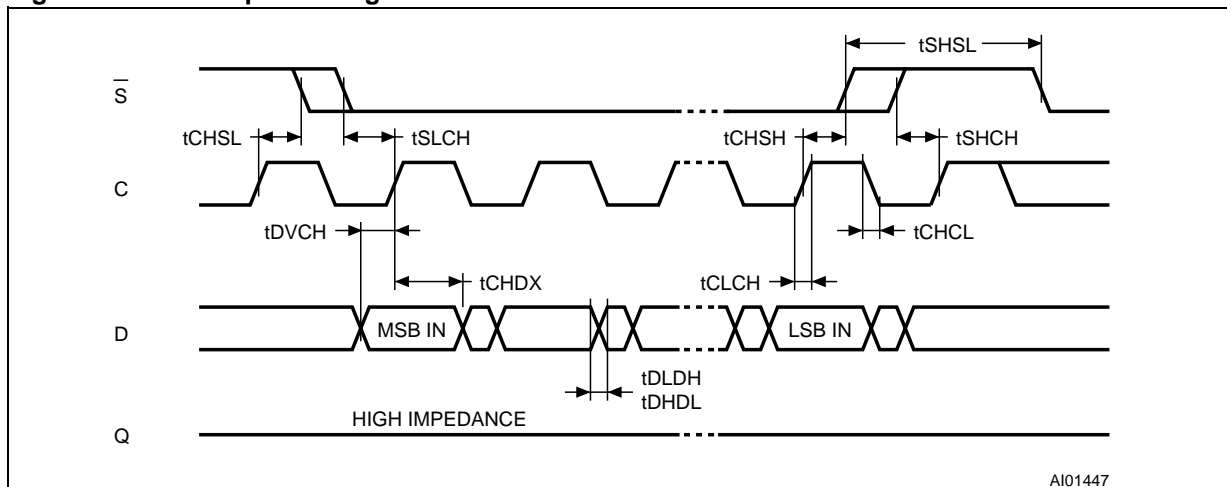 tSHSL
S
tCHSL
tSLCH
tCHSH
tSHCH
C
tDVCH
tCHCL
tCHDX
tCLCH
D
MSB IN
LSB IN
tDLDH
tDHDL
HIGH IMPEDANCE
Q
AI01447